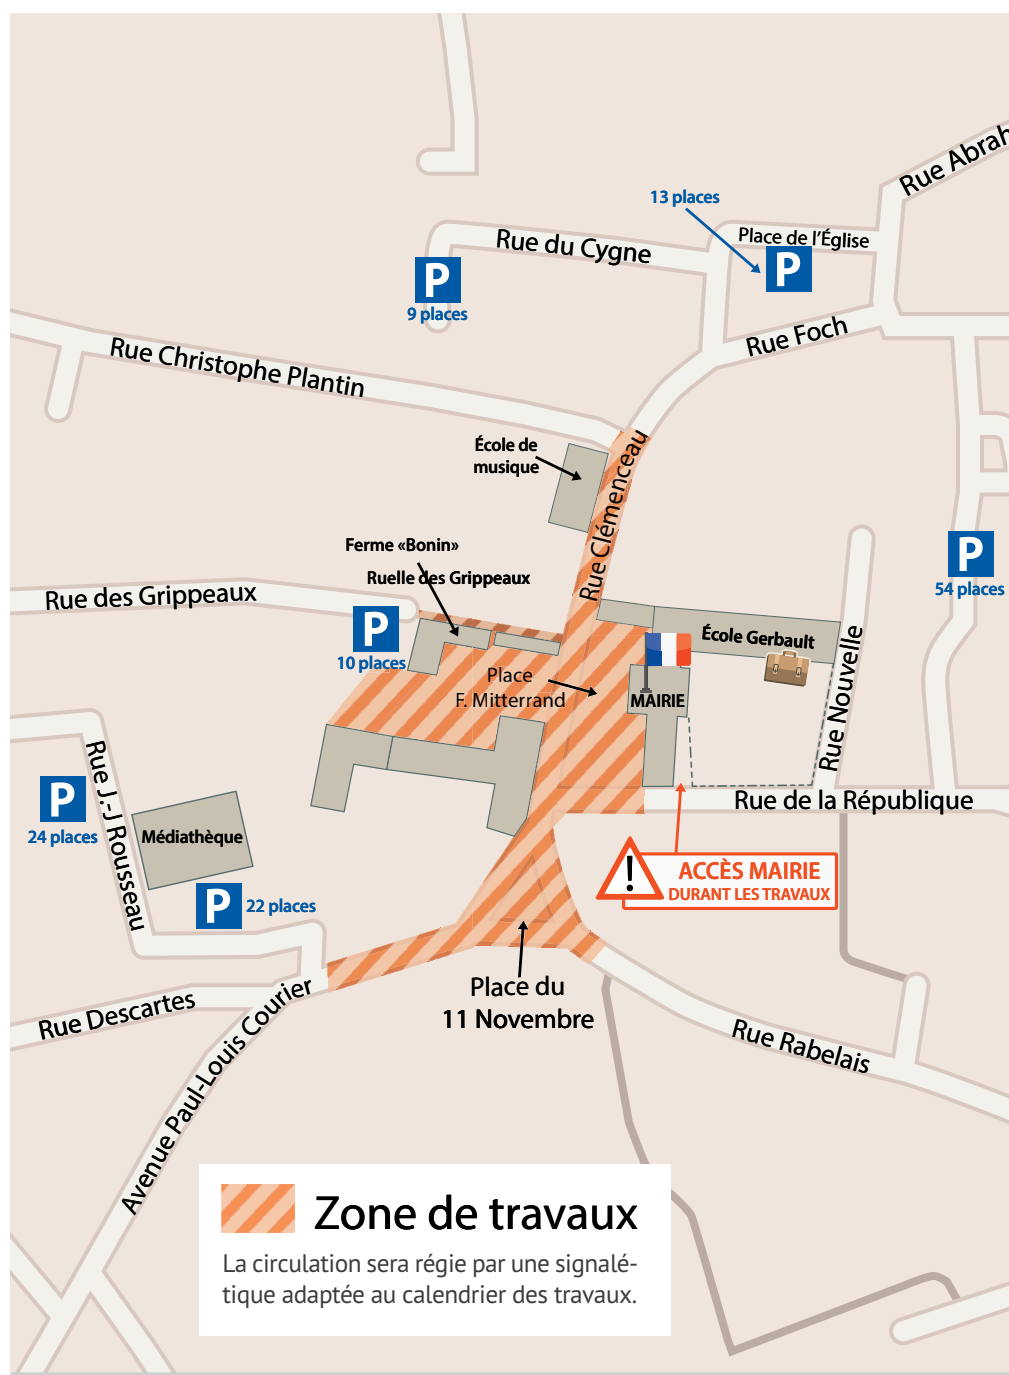 Rue Abrah
13 places
Place de l'Église
Rue du Cygne
P
P
9 places
Rue Foch
Rue Christophe Plantin
École de
musique
Rue Clémenceau
Ferme «Bonin»
Ruelle des Grippeaux
P
54 places
Rue des Grippeaux
P
10 places
École Gerbault
Place
F. Mitterrand
MAIRIE
Rue Nouvelle
Rue J.-J Rousseau
P
24 places
Médiathèque
Rue de la République
!
ACCÈS MAIRIE
DURANT LES TRAVAUX
P
22 places
Place du
11 Novembre
Rue Descartes
Avenue Paul-Louis Courier
Rue Rabelais
Zone de travaux
La circulation sera régie par une signalé-
tique adaptée au calendrier des travaux.